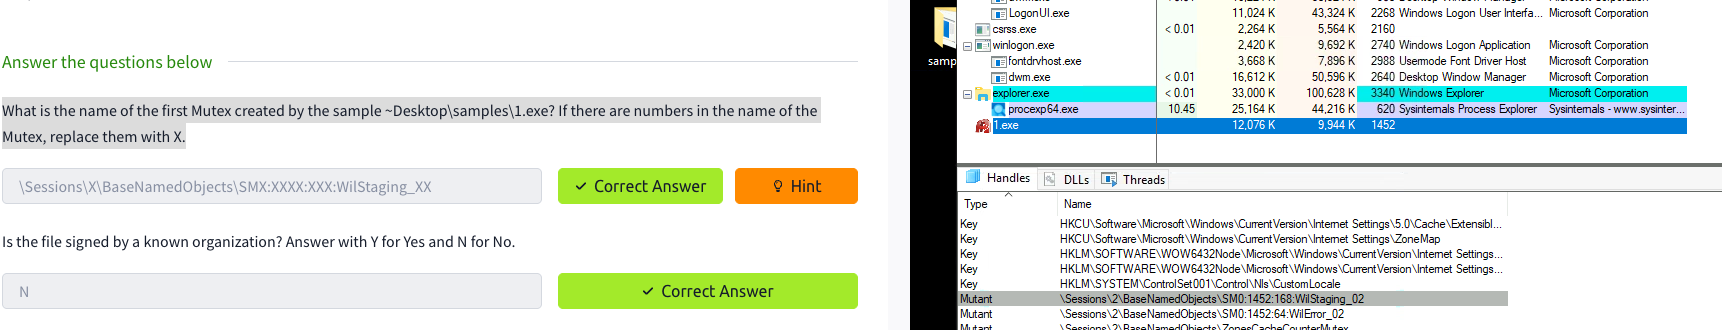 Answer the questions below
What is the name of the first Mutex created by the sample ~Desktop\samples\1.exe? If there are numbers in the name of the
Mutex, replace them with X.
\Sessions\X\BaseNamedObjects\SMX:XXXX:XXX:WilStaging_XX
Correct Answer
Hint
Is the file signed by a known organization? Answer with Y for Yes and N for No.
N
Correct Answer
samp
LogonUI.exe 11,024 K 43,324 K 2268 Windows Logon User Interfa... Microsoft Corporation
csrss.exe < 0.01 2,264 K 5,564 K 2160
winlogon.exe 2,420 K 9,692 K 2740 Windows Logon Application Microsoft Corporation
fontdrvhost.exe 3,668 K 7,896 K 2988 Usermode Font Driver Host Microsoft Corporation
dwm.exe < 0.01 16,612 K 50,596 K 2640 Desktop Window Manager Microsoft Corporation
explorer.exe < 0.01 33,000 K 100,628 K 3340 Windows Explorer Microsoft Corporation
procexp64.exe 10.45 25,164 K 44,216 K 620 Sysinternals Process Explorer Sysinternals - www.sysinter...
1.exe 12,076 K 9,944 K 1452
Handles DLLs Threads
Type Name
Key HKCU\Software\Microsoft\Windows\CurrentVersion\Internet Settings\5.0\Cache\Extensibl...
Key HKCU\Software\Microsoft\Windows\CurrentVersion\Internet Settings\ZoneMap
Key HKLM\SOFTWARE\WOW6432Node\Microsoft\Windows\CurrentVersion\Internet Settings...
Key HKLM\SOFTWARE\WOW6432Node\Microsoft\Windows\CurrentVersion\Internet Settings...
Key HKLM\SYSTEM\ControlSet001\Control\Nls\CustomLocale
Mutant \Sessions\2\BaseNamedObjects\SM0:1452:168:WilStaging_02
Mutant \Sessions\2\BaseNamedObjects\SM0:1452:64:WilError_02
Mutant \Sessions\2\BaseNamedObjects\ZonesCacheCounterMutex